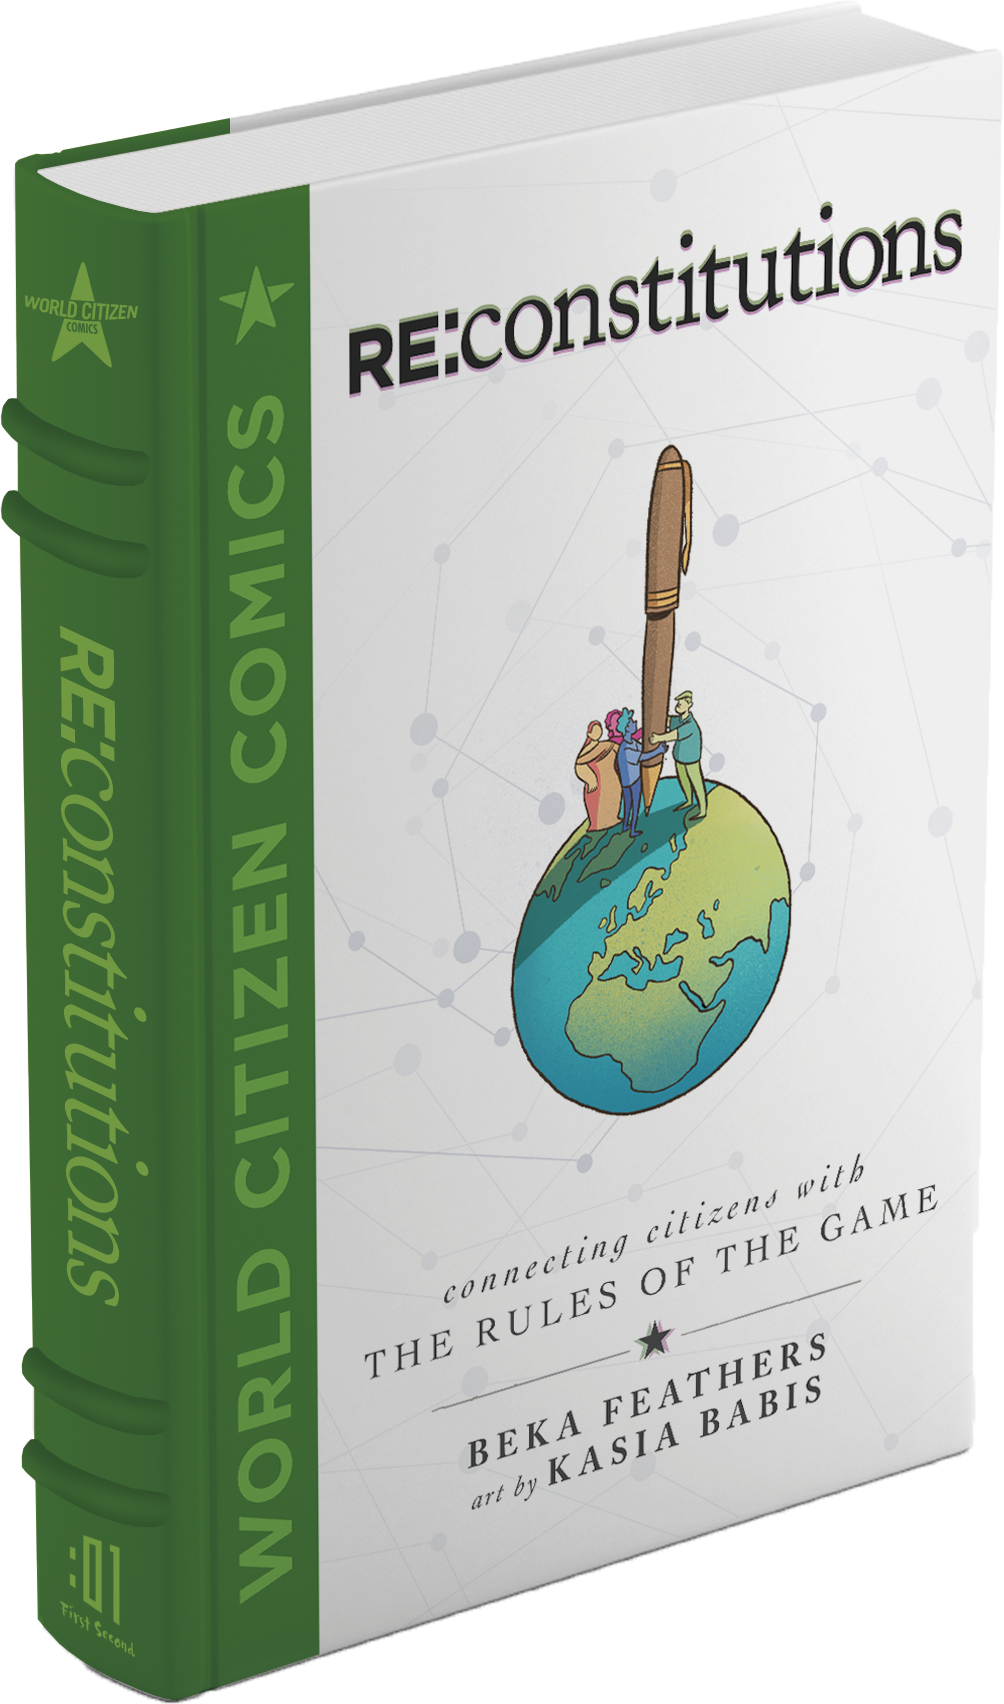 WORLD CITIZEN
COMICS
RE:constitutions
:01
First Second
WORLD CITIZEN COMICS
RE:constitutions
connecting citizens with
THE RULES OF THE GAME
BEKA FEATHERS
art by KASIA BABIS